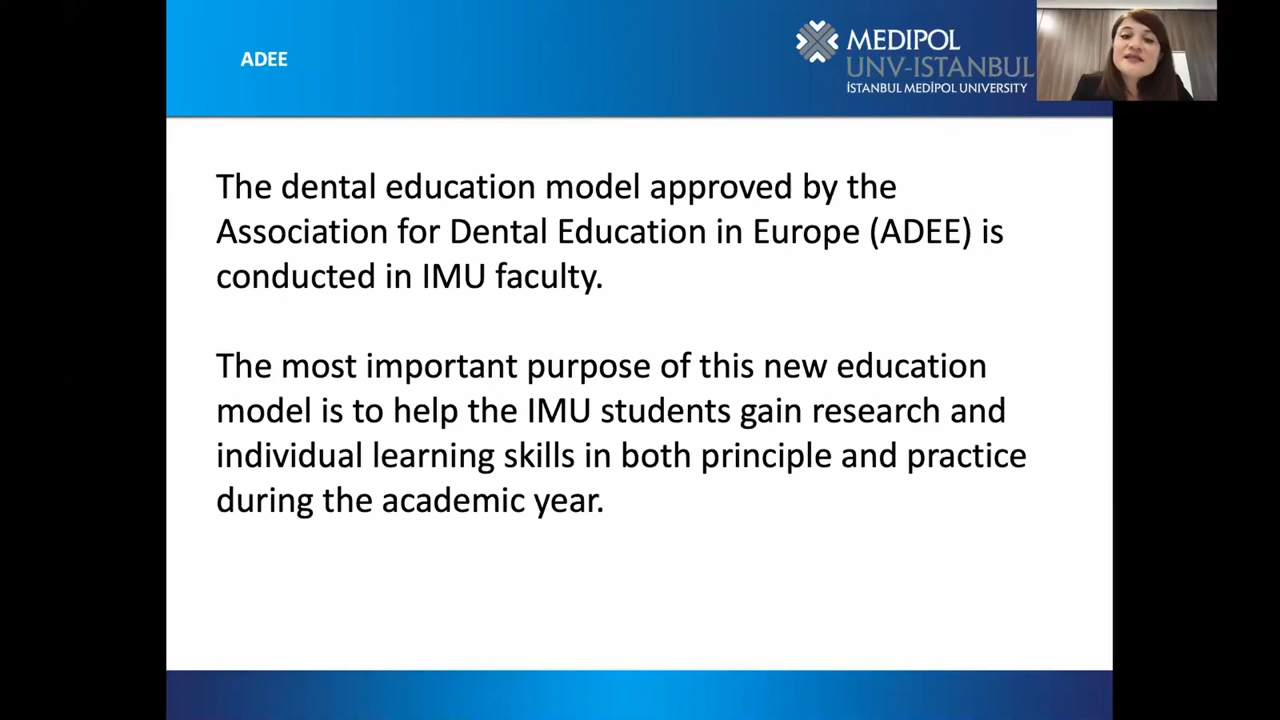 ADEE
MEDIPOL
UNV-ISTANBUL
İSTANBUL MEDİPOL UNIVERSITY
The dental education model approved by the
Association for Dental Education in Europe (ADEE) is
conducted in IMU faculty.
The most important purpose of this new education
model is to help the IMU students gain research and
individual learning skills in both principle and practice
during the academic year.